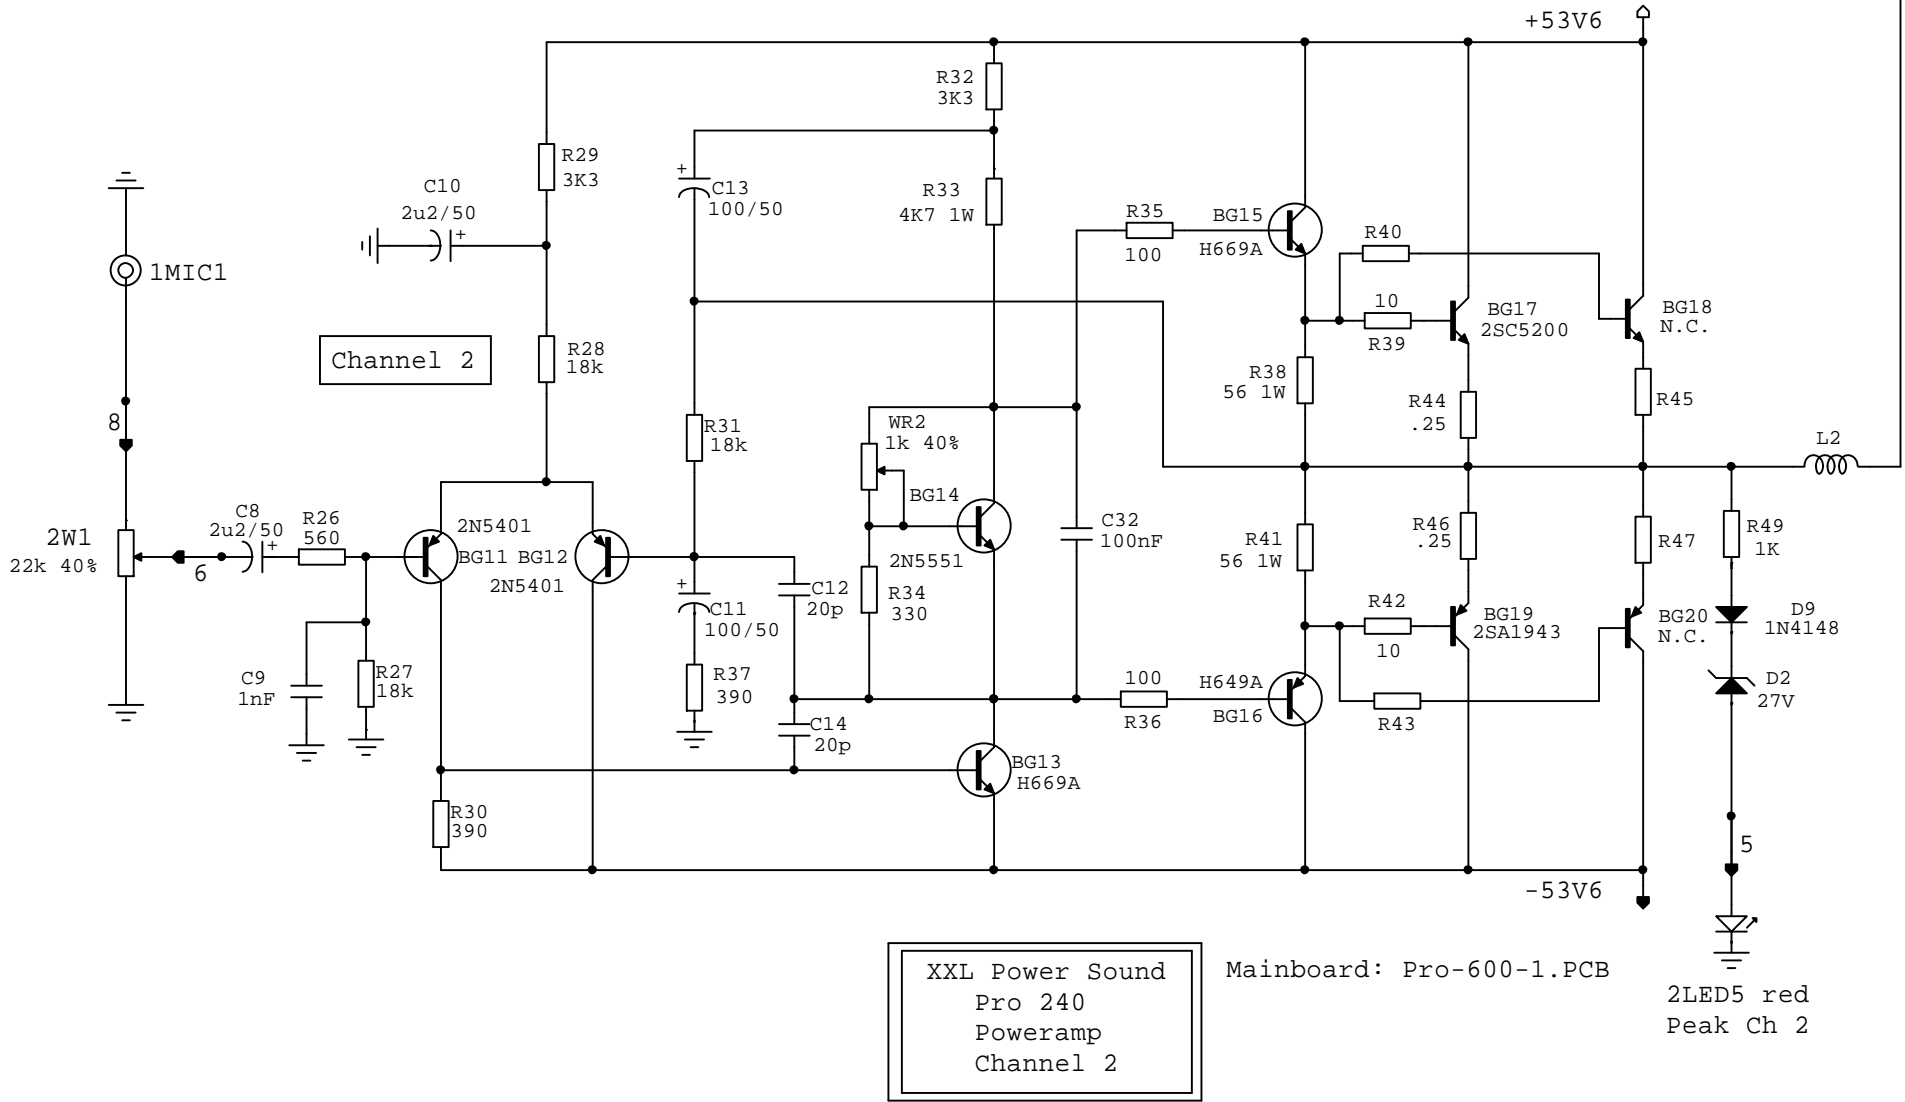 +53V6
R32
3K3
R29
3K3
C10
2u2/50
+
+
C13
100/50
R33
4K7 1W
R35
100
BG15
H669A
R40
10
R39
BG17
2SC5200
BG18
N.C.
1MIC1
Channel 2
R28
18k
R38
56 1W
R44
.25
R45
8
R31
18k
WR2
1k 40%
BG14
2N5551
L2
2W1
22k 40%
6
C8
2u2/50
+
R26
560
2N5401
BG11
BG12
2N5401
C32
100nF
R41
56 1W
R46
.25
R47
R49
1K
+
C11
100/50
C12
20p
R34
330
R42
10
BG19
2SA1943
BG20
N.C.
D9
1N4148
C9
1nF
R27
18k
R37
390
100
R36
H649A
BG16
R43
D2
27V
C14
20p
BG13
H669A
R30
390
5
-53V6
XXL Power Sound
Pro 240
Poweramp
Channel 2
Mainboard: Pro-600-1.PCB
2LED5 red
Peak Ch 2